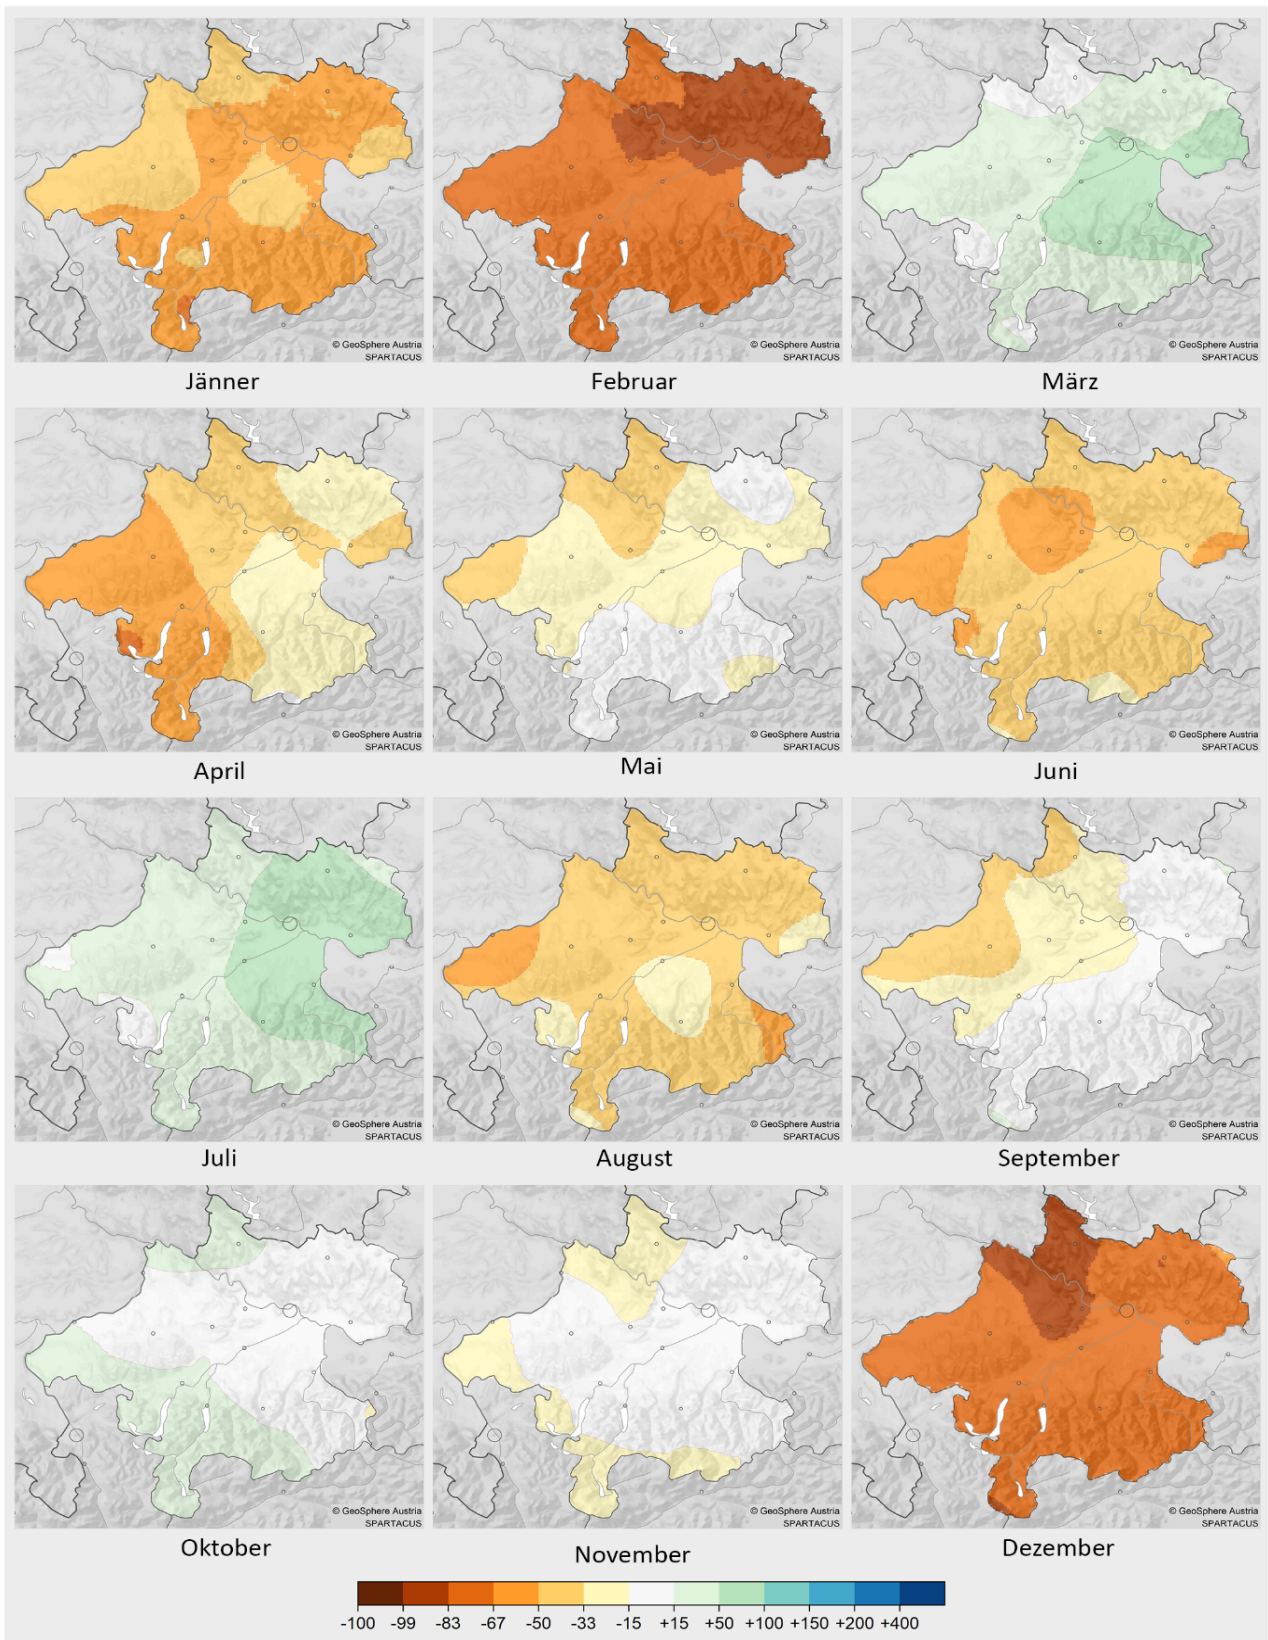 © GeoSphere Austria
SPARTACUS
© GeoSphere Austria
SPARTACUS
© GeoSphere Austria
SPARTACUS
Jänner
Februar
März
© GeoSphere Austria
SPARTACUS
© GeoSphere Austria
SPARTACUS
© GeoSphere Austria
SPARTACUS
April
Mai
Juni
© GeoSphere Austria
SPARTACUS
© GeoSphere Austria
SPARTACUS
© GeoSphere Austria
SPARTACUS
Juli
August
September
© GeoSphere Austria
SPARTACUS
© GeoSphere Austria
SPARTACUS
© GeoSphere Austria
SPARTACUS
Oktober
November
Dezember
-100 -99 -83 -67 -50 -33 -15 +15 +50 +100 +150 +200 +400